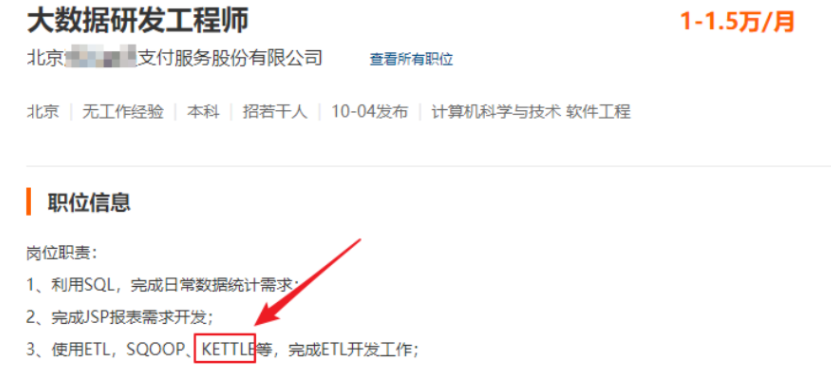 大数据研发工程师
1-1.5万/月
北京 支付服务股份有限公司 查看所有职位
北京 | 无工作经验 | 本科 | 招若干人 | 10-04发布 | 计算机科学与技术 软件工程
职位信息
岗位职责：
1、利用SQL，完成日常数据统计需求；
2、完成JSP报表需求开发；
3、使用ETL，SQOOP、KETTLE等，完成ETL开发工作；